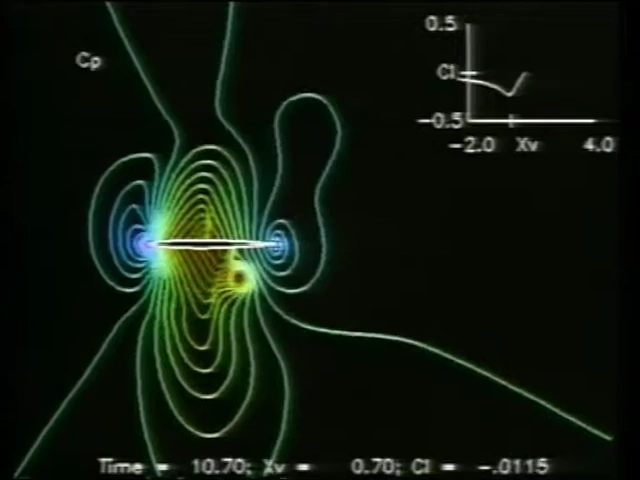 0.5
Cp
Cl
-0.5
-2.0 Xv 4.0
Time = 10.70; Xv = 0.70; Cl = -.0115